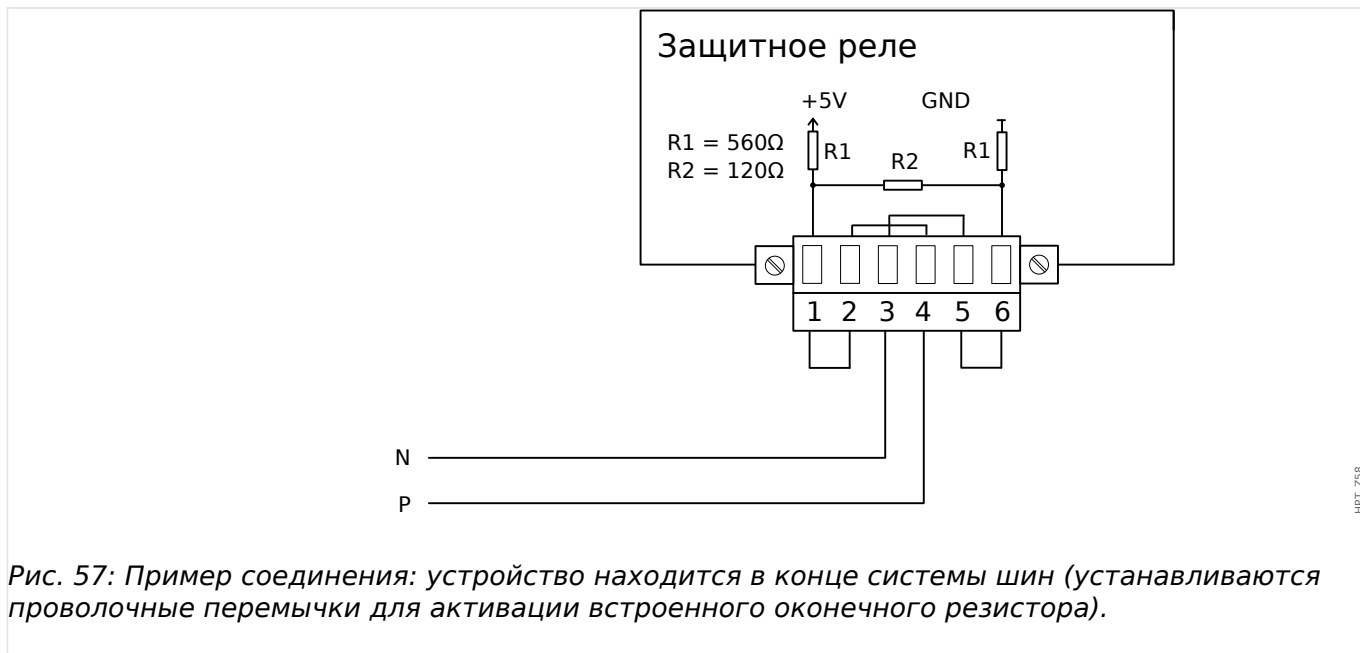 Защитное реле
+5V GND
R1 = 560Ω
R2 = 120Ω
R1 R2 R1
1 2 3 4 5 6
N
P
HPT_Z58
Рис. 57: Пример соединения: устройство находится в конце системы шин (устанавливаются
проволочные перемычки для активации встроенного оконечного резистора).